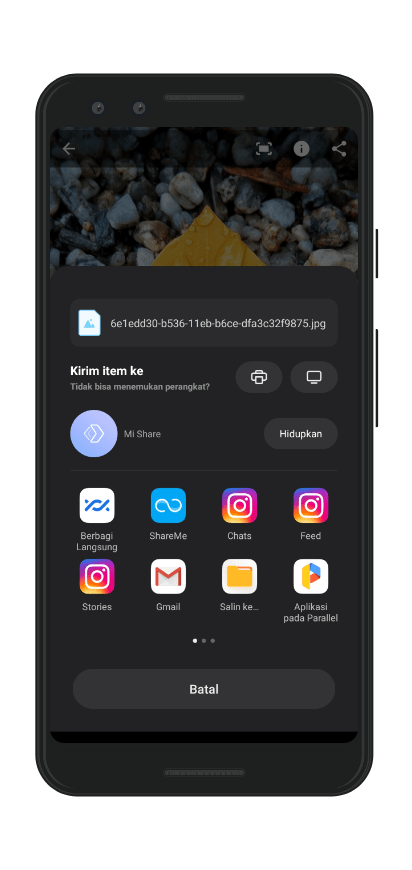 6e1edd30-b536-11eb-b6ce-dfa3c32f9875.jpg
Kirim item ke
Tidak bisa menemukan perangkat?
Mi Share
Hidupkan
Berbagi
Langsung
ShareMe
Chats
Feed
Stories
Gmail
Salin ke...
Aplikasi
pada Parallel
Batal